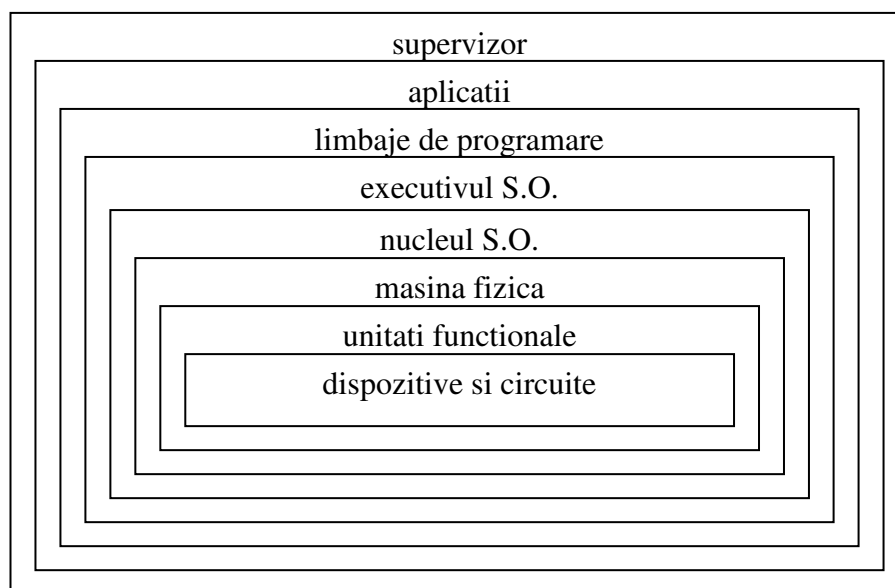 supervizor
aplicatii
limbaje de programare
executivul S.O.
nucleul S.O.
masina fizica
unitati functionale
dispozitive si circuite